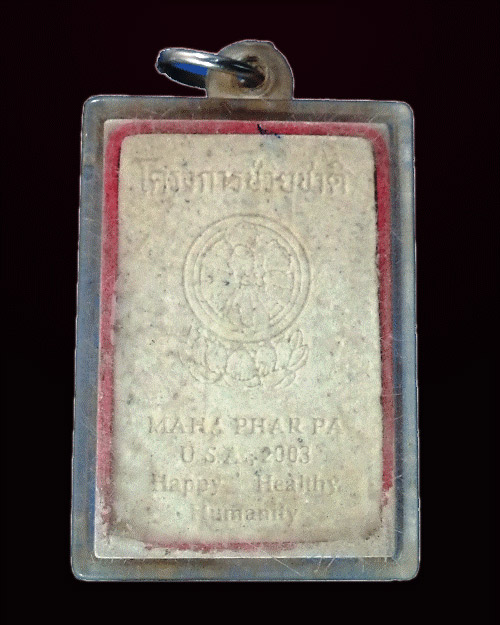 โครงการช่วยชาติ
MAHA PHAR PA
U.S.A. 2003
Happy Healthy
Humanity